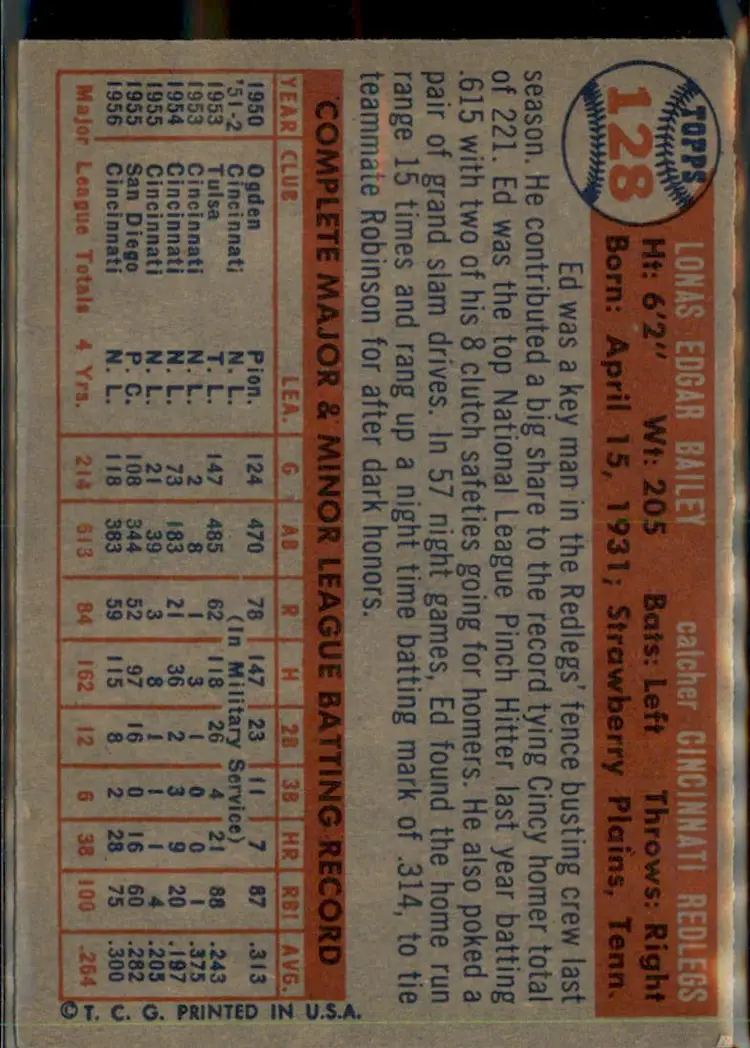 TOPPS
128
LONAS EDGAR BAILEY catcher CINCINNATI REDLEGS
Ht: 6'2" Wt: 205 Bats: Left Throws: Right
Born: April 15, 1931; Strawberry Plains, Tenn.
Ed was a key man in the Redlegs' fence busting crew last
season. He contributed a big share to the record tying Cincy homer total
of 221. Ed was the top National League Pinch Hitter last year batting
.615 with two of his 8 clutch safeties going for homers. He also poked a
pair of grand slam drives. In 57 night games, Ed found the home run
range 15 times and rang up a night time batting mark of .314, to tie
teammate Robinson for after dark honors.
COMPLETE MAJOR & MINOR LEAGUE BATTING RECORD
YEAR CLUB LEA. G AB R H 2B 3B HR RBI AVG.
1950 Ogden Pion. 124 470 78 147 23 11 7 87 .313
'51-2 Cincinnati N. L. (In Military Service)
1953 Tulsa T. L. 147 485 62 118 26 4 21 88 .243
1953 Cincinnati N. L. 2 8 1 3 1 0 0 1 .375
1954 Cincinnati N. L. 73 183 21 36 2 3 9 20 .197
1955 Cincinnati N. L. 21 39 3 8 1 1 1 4 .205
1955 San Diego P. C. 108 344 52 97 16 0 16 60 .282
1956 Cincinnati N. L. 118 383 59 115 8 2 28 75 .300
Major League Totals 4 Yrs. 214 613 84 162 12 6 38 100 .264
© T. C. G. PRINTED IN U.S.A.